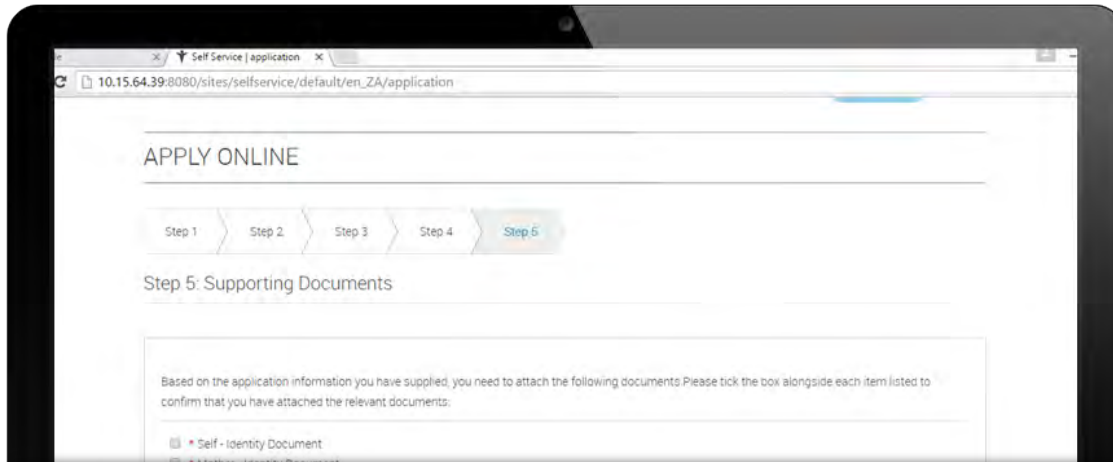 Self Service | application
10.15.64.39:8080/sites/selfservice/default/en_ZA/application
APPLY ONLINE
Step 1
Step 2
Step 3
Step 4
Step 5
Step 5: Supporting Documents
Based on the application information you have supplied, you need to attach the following documents.Please tick the box alongside each item listed to
confirm that you have attached the relevant documents:
* Self - Identity Document
* Mother - Identity Document